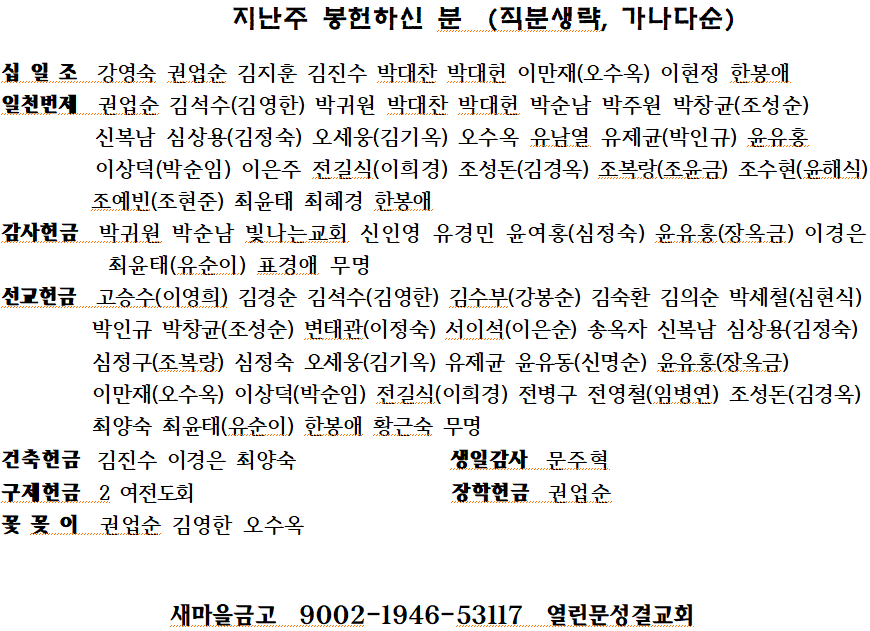 지난주 봉헌하신 분 (직분생략, 가나다순)
십 일 조 강영숙 권업순 김지훈 김진수 박대찬 박대헌 이만재(오수옥) 이현정 한봉애
일천번제 권업순 김석수(김영한) 박귀원 박대찬 박대헌 박순남 박주원 박창균(조성순)
신복남 심상용(김정숙) 오세웅(김기옥) 오수옥 유남열 유제균(박인규) 윤유홍
이상덕(박순임) 이은주 전길식(이희경) 조성돈(김경옥) 조복랑(조윤금) 조수현(윤해식)
조예빈(조현준) 최윤태 최혜경 한봉애
감사헌금 박귀원 박순남 빛나는교회 신인영 유경민 윤여홍(심정숙) 윤유홍(장옥금) 이경은
최윤태(유순이) 표경애 무명
선교헌금 고승수(이영희) 김경순 김석수(김영한) 김수부(강봉순) 김숙환 김의순 박세철(심현식)
박인규 박창균(조성순) 변태관(이정숙) 서이석(이은순) 송옥자 신복남 심상용(김정숙)
심정구(조복랑) 심정숙 오세웅(김기옥) 유제균 윤유동(신명순) 윤유홍(장옥금)
이만재(오수옥) 이상덕(박순임) 전길식(이희경) 전병구 전영철(임병연) 조성돈(김경옥)
최양숙 최윤태(유순이) 한봉애 황근숙 무명
건축헌금 김진수 이경은 최양숙 생일감사 문주혁
구제헌금 2 여전도회 장학헌금 권업순
꽃 꽂 이 권업순 김영한 오수옥
새마을금고 9002-1946-53117 열린문성결교회